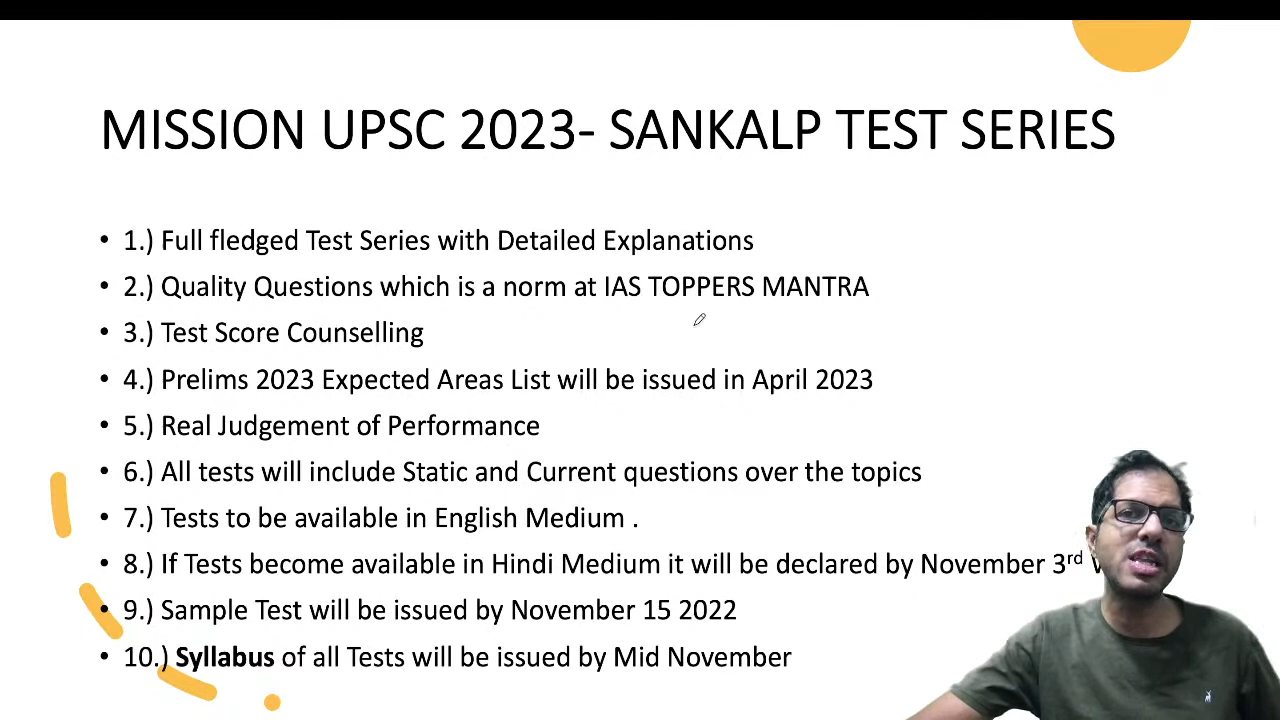 MISSION UPSC 2023- SANKALP TEST SERIES
• 1.) Full fledged Test Series with Detailed Explanations
• 2.) Quality Questions which is a norm at IAS TOPPERS MANTRA
• 3.) Test Score Counselling
• 4.) Prelims 2023 Expected Areas List will be issued in April 2023
• 5.) Real Judgement of Performance
• 6.) All tests will include Static and Current questions over the topics
• 7.) Tests to be available in English Medium .
• 8.) If Tests become available in Hindi Medium it will be declared by November 3rd
• 9.) Sample Test will be issued by November 15 2022
• 10.) Syllabus of all Tests will be issued by Mid November